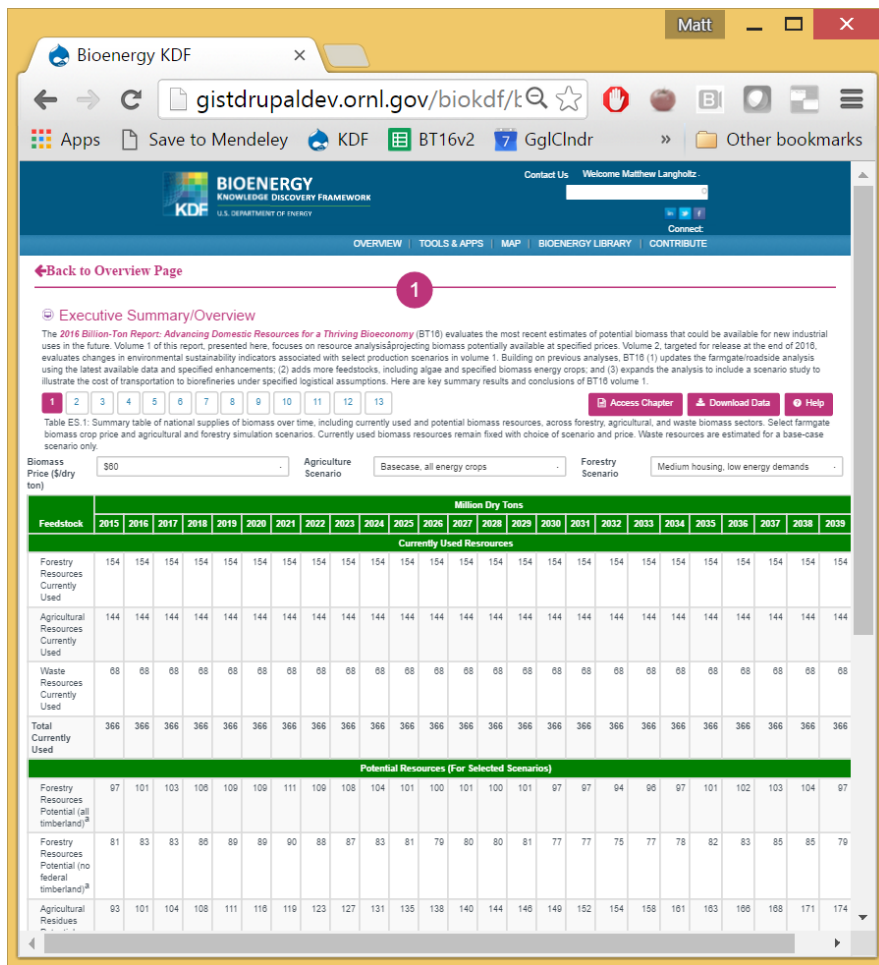 Matt
Bioenergy KDF
gistdrupaldev.ornl.gov/biokdf/b
Apps Save to Mendeley KDF BT16v2 7 GglClndr » Other bookmarks
Contact Us Welcome Matthew Langholtz
BIOENERGY
KNOWLEDGE DISCOVERY FRAMEWORK
KDF U.S. DEPARTMENT OF ENERGY
Connect:
OVERVIEW | TOOLS & APPS | MAP | BIOENERGY LIBRARY | CONTRIBUTE
Back to Overview Page
1
Executive Summary/Overview
The 2016 Billion-Ton Report: Advancing Domestic Resources for a Thriving Bioeconomy (BT16) evaluates the most recent estimates of potential biomass that could be available for new industrial
uses in the future. Volume 1 of this report, presented here, focuses on resource analysisâprojecting biomass potentially available at specified prices. Volume 2, targeted for release at the end of 2016,
evaluates changes in environmental sustainability indicators associated with select production scenarios in volume 1. Building on previous analyses, BT16 (1) updates the farmgate/roadside analysis
using the latest available data and specified enhancements; (2) adds more feedstocks, including algae and specified biomass energy crops; and (3) expands the analysis to include a scenario study to
illustrate the cost of transportation to biorefineries under specified logistical assumptions. Here are key summary results and conclusions of BT16 volume 1.
1 2 3 4 5 6 7 8 9 10 11 12 13 Access Chapter Download Data Help
Table ES.1: Summary table of national supplies of biomass over time, including currently used and potential biomass resources, across forestry, agricultural, and waste biomass sectors. Select farmgate
biomass crop price and agricultural and forestry simulation scenarios. Currently used biomass resources remain fixed with choice of scenario and price. Waste resources are estimated for a base-case
scenario only.
Biomass
Price ($/dry
ton)
$60
Agriculture
Scenario
Basecase, all energy crops
Forestry
Scenario
Medium housing, low energy demands
Million Dry Tons
Feedstock 2015 2016 2017 2018 2019 2020 2021 2022 2023 2024 2025 2026 2027 2028 2029 2030 2031 2032 2033 2034 2035 2036 2037 2038 2039
Currently Used Resrources
Forestry
Resources
Currently
Used
154 154 154 154 154 154 154 154 154 154 154 154 154 154 154 154 154 154 154 154 154 154 154 154 154
Agricultural
Resources
Currently
Used
144 144 144 144 144 144 144 144 144 144 144 144 144 144 144 144 144 144 144 144 144 144 144 144 144
Waste
Resources
Currently
Used
68 68 68 68 68 68 68 68 68 68 68 68 68 68 68 68 68 68 68 68 68 68 68 68 68
Total
Currently
Used
366 366 366 366 366 366 366 366 366 366 366 366 366 366 366 366 366 366 366 366 366 366 366 366 366
Potential Resources (For Selected Scenarios)
Forestry
Resources
Potential (all
timberland)a
97 101 103 106 109 109 111 109 108 104 101 100 101 100 101 97 97 94 96 97 101 102 103 104 97
Forestry
Resources
Potential (no
federal
timberland)a
81 83 83 86 89 89 90 88 87 83 81 79 80 80 81 77 77 75 77 78 82 83 85 85 79
Agricultural
Residues
93 101 104 108 111 116 119 123 127 131 135 138 140 144 146 149 152 154 158 161 163 166 168 171 174